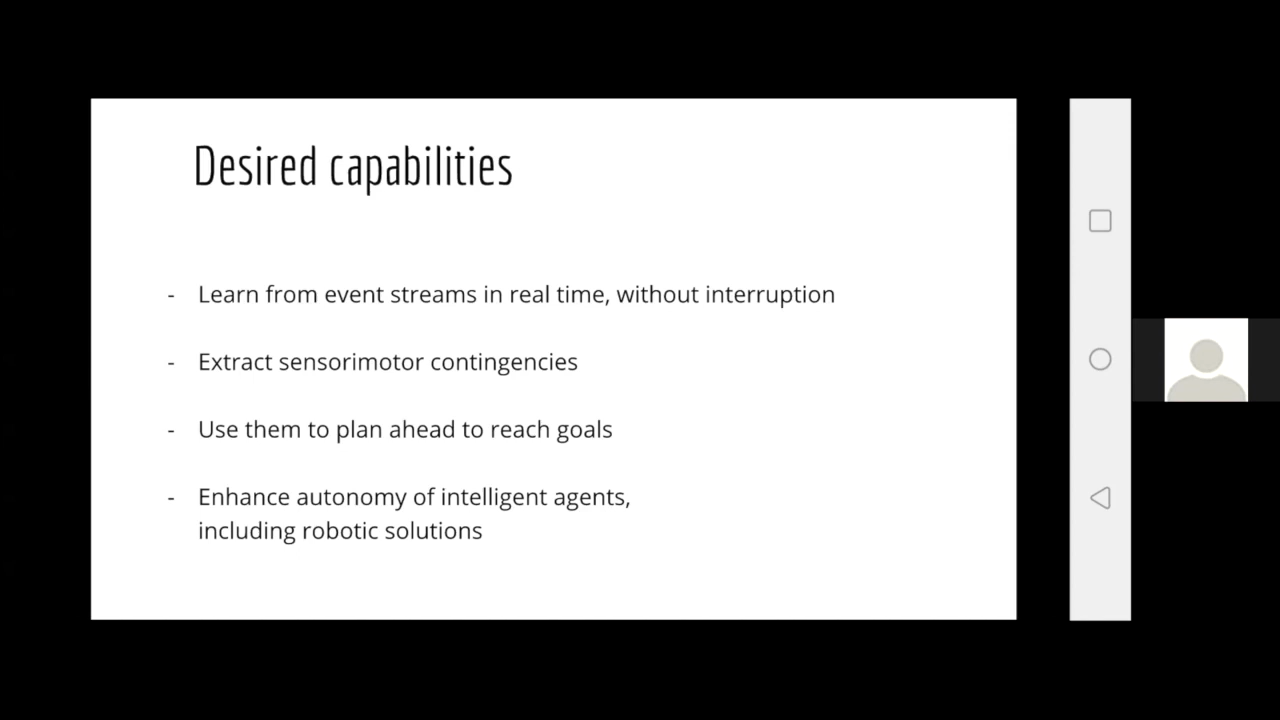 Desired capabilities
- Learn from event streams in real time, without interruption
- Extract sensorimotor contingencies
- Use them to plan ahead to reach goals
- Enhance autonomy of intelligent agents,
including robotic solutions